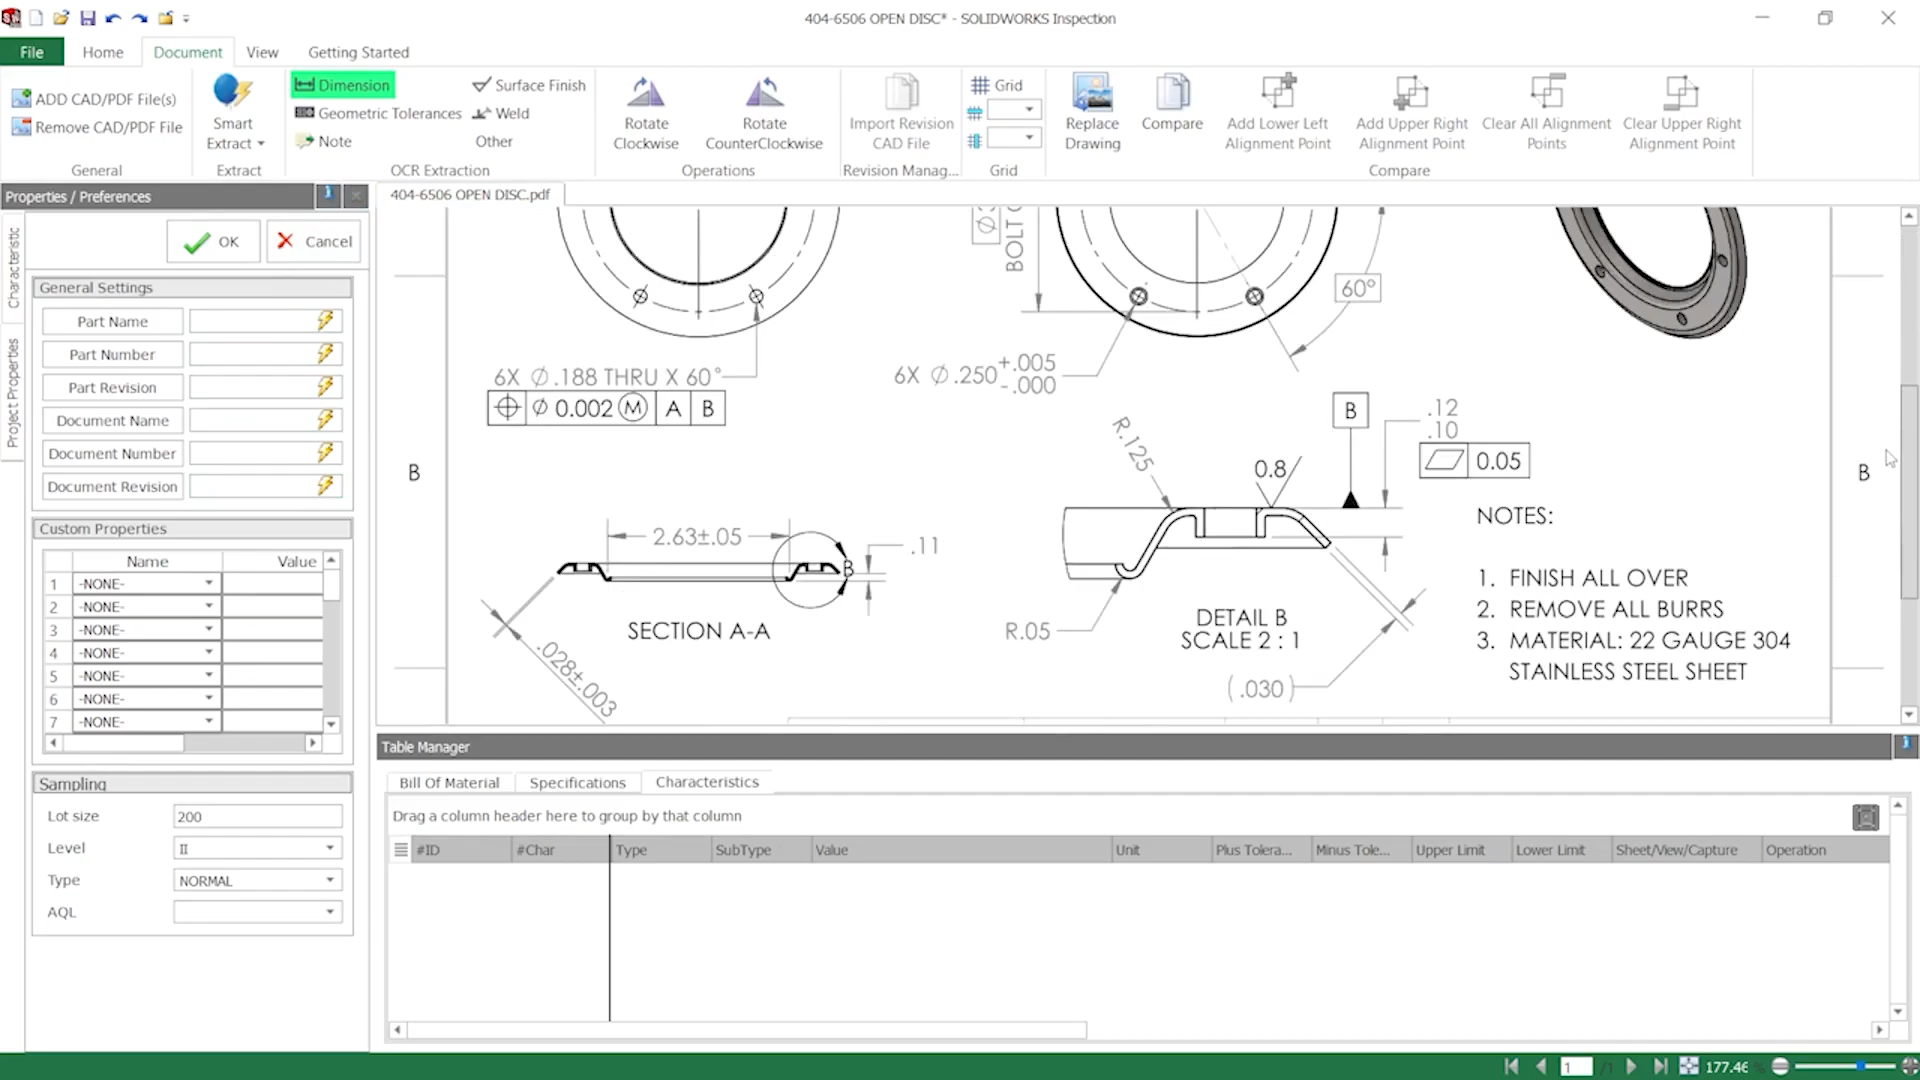 404-6506 OPEN DISC* - SOLIDWORKS Inspection
File
Home
Document
View
Getting Started
ADD CAD/PDF File(s)
Remove CAD/PDF File
General
Smart
Extract
Extract
Dimension
Geometric Tolerances
Note
Surface Finish
Weld
Other
OCR Extraction
Rotate
Clockwise
Rotate
CounterClockwise
Operations
Import Revision
CAD File
Revision Manag...
Grid
Grid
Replace
Drawing
Compare
Add Lower Left
Alignment Point
Add Upper Right
Alignment Point
Clear All Alignment
Points
Clear Upper Right
Alignment Point
Compare
Properties / Preferences
Characteristic
Project Properties
OK
Cancel
General Settings
Part Name
Part Number
Part Revision
Document Name
Document Number
Document Revision
Custom Properties
Name Value
1 -NONE-
2 -NONE-
3 -NONE-
4 -NONE-
5 -NONE-
6 -NONE-
7 -NONE-
Sampling
Lot size 200
Level II
Type NORMAL
AQL
404-6506 OPEN DISC.pdf
6X Ø .188 THRU X 60°
Ø 0.002 Ⓜ A B
BOLT C
60°
6X Ø .250 +.005
-.000
B
B
2.63±.05
.11
B
SECTION A-A
.028±.003
R.125
0.8
B
.12
.10
0.05
R.05
DETAIL B
SCALE 2 : 1
(.030)
NOTES:
1. FINISH ALL OVER
2. REMOVE ALL BURRS
3. MATERIAL: 22 GAUGE 304
STAINLESS STEEL SHEET
Table Manager
Bill Of Material
Specifications
Characteristics
Drag a column header here to group by that column
#ID #Char Type SubType Value Unit Plus Tolera... Minus Tole... Upper Limit Lower Limit Sheet/View/Capture Operation
1 /1
177.46